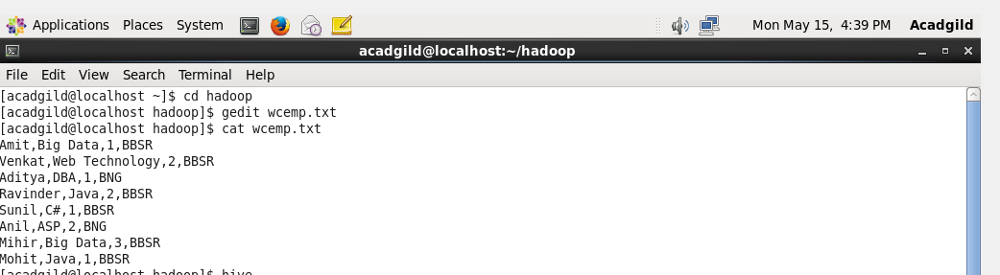 Applications Places System Mon May 15, 4:39 PM Acadgild
acadgild@localhost:~/hadoop
File Edit View Search Terminal Help
[acadgild@localhost ~]$ cd hadoop
[acadgild@localhost hadoop]$ gedit wcemp.txt
[acadgild@localhost hadoop]$ cat wcemp.txt
Amit,Big Data,1,BBSR
Venkat,Web Technology,2,BBSR
Aditya,DBA,1,BNG
Ravinder,Java,2,BBSR
Sunil,C#,1,BBSR
Anil,ASP,2,BNG
Mihir,Big Data,3,BBSR
Mohit,Java,1,BBSR
[acadgild@localhost hadoop]$ hive